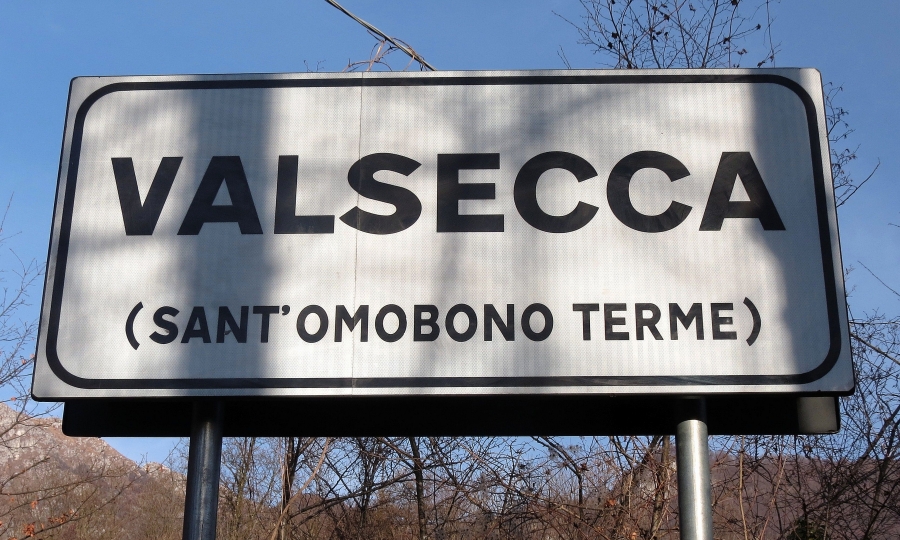 VALSECCA
(SANT'OMOBONO TERME)